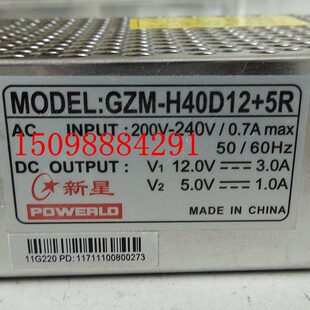 MODEL:GZM-H40D12+5R
AC INPUT:200V-240V/0.7A max
50/60Hz
15098884291
DC OUTPUT: V1 12.0V 3.0A
V2 5.0V 1.0A
新星
POWERLD
MADE IN CHINA
11G220 PD: 11711100800273